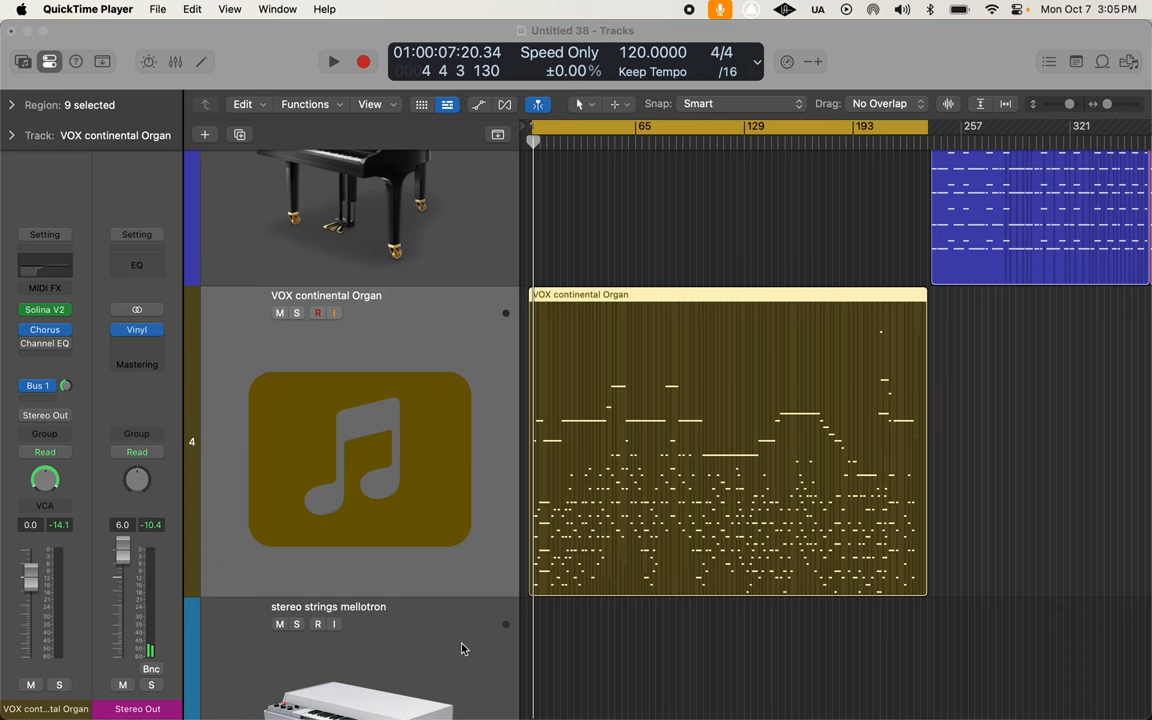 QuickTime Player File Edit View Window Help UA Mon Oct 7 3:05 PM
Untitled 38 - Tracks
01:00:07:20.34 Speed Only 120.0000 4/4
0004 4 3 130 ±0.00% Keep Tempo /16
Region: 9 selected Edit Functions View Snap: Smart Drag: No Overlap
Track: VOX continental Organ 65 129 193 257 321
Setting Setting
EQ
MIDI FX
Solina V2
Chorus Vinyl
Channel EQ
Mastering
Bus 1
Stereo Out
Group Group
Read Read
VCA
0.0 -14.1 6.0 -10.4
Bnc
M S M S
VOX cont...tal Organ Stereo Out
VOX continental Organ
M S R I
4
VOX continental Organ
stereo strings mellotron
M S R I